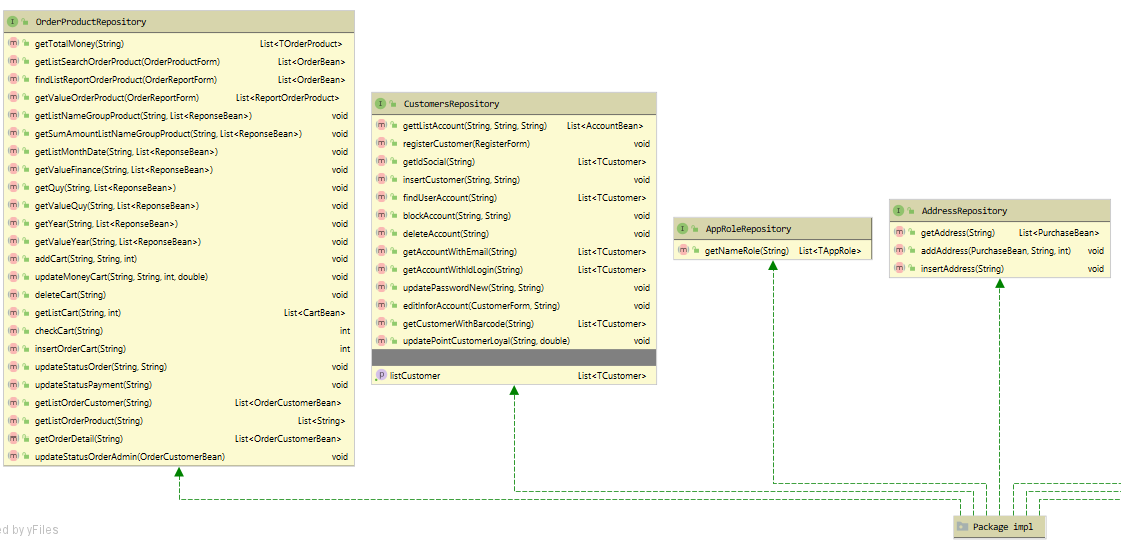 OrderProductRepository
getTotalMoney(String) List<TOrderProduct>
getListSearchOrderProduct(OrderProductForm) List<OrderBean>
findListReportOrderProduct(OrderReportForm) List<OrderBean>
getValueOrderProduct(OrderReportForm) List<ReportOrderProduct>
getListNameGroupProduct(String, List<ReponseBean>) void
getSumAmountListNameGroupProduct(String, List<ReponseBean>) void
getListMonthDate(String, List<ReponseBean>) void
getValueFinance(String, List<ReponseBean>) void
getQuy(String, List<ReponseBean>) void
getValueQuy(String, List<ReponseBean>) void
getYear(String, List<ReponseBean>) void
getValueYear(String, List<ReponseBean>) void
addCart(String, String, int) void
updateMoneyCart(String, String, int, double) void
deleteCart(String) void
getListCart(String, int) List<CartBean>
checkCart(String) int
insertOrderCart(String) int
updateStatusOrder(String, String) void
updateStatusPayment(String) void
getListOrderCustomer(String) List<OrderCustomerBean>
getListOrderProduct(String) List<String>
getOrderDetail(String) List<OrderCustomerBean>
updateStatusOrderAdmin(OrderCustomerBean) void
CustomersRepository
gettListAccount(String, String, String) List<AccountBean>
registerCustomer(RegisterForm) void
getIdSocial(String) List<TCustomer>
insertCustomer(String, String) void
findUserAccount(String) List<TCustomer>
blockAccount(String, String) void
deleteAccount(String) void
getAccountWithEmail(String) List<TCustomer>
getAccountWithIdLogin(String) List<TCustomer>
updatePasswordNew(String, String) void
editInforAccount(CustomerForm, String) void
getCustomerWithBarcode(String) List<TCustomer>
updatePointCustomerLoyal(String, double) void
listCustomer List<TCustomer>
AppRoleRepository
getNameRole(String) List<TAppRole>
AddressRepository
getAddress(String) List<PurchaseBean>
addAddress(PurchaseBean, String, int) void
insertAddress(String) void
Package impl
ed by yFiles